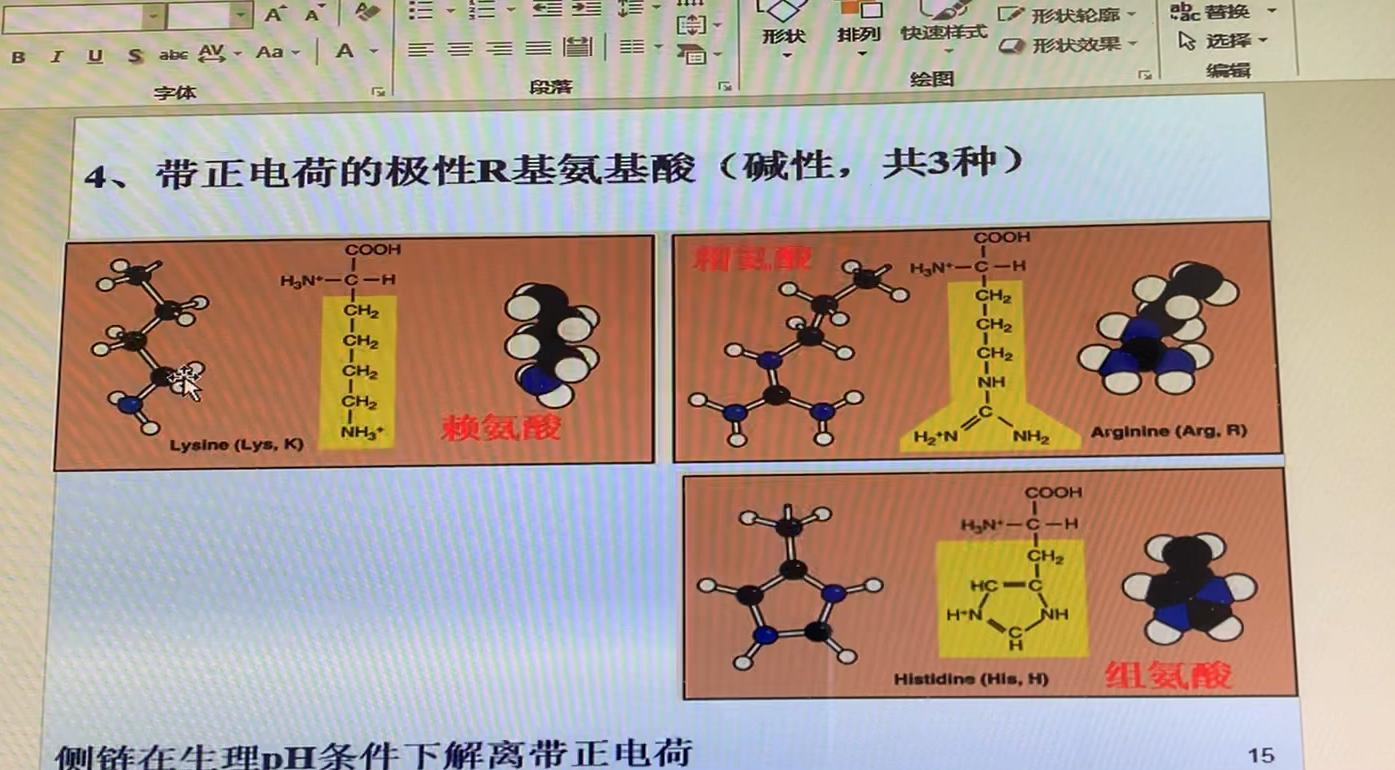 B I U S abc AV Aa A
字体
段落
形状
排列
快速样式
形状轮廓
形状效果
绘图
替换
选择
编辑
4、带正电荷的极性R基氨基酸（碱性，共3种）
COOH
H₃N⁺—C—H
CH₂
CH₂
CH₂
CH₂
NH₃⁺
Lysine (Lys, K)
赖氨酸
精氨酸
COOH
H₃N⁺—C—H
CH₂
CH₂
CH₂
NH
C
H₂⁺N NH₂
Arginine (Arg, R)
COOH
H₃N⁺—C—H
CH₂
HC C
H⁺N NH
C
H
Histidine (His, H)
组氨酸
侧链在生理pH条件下解离带正电荷
15